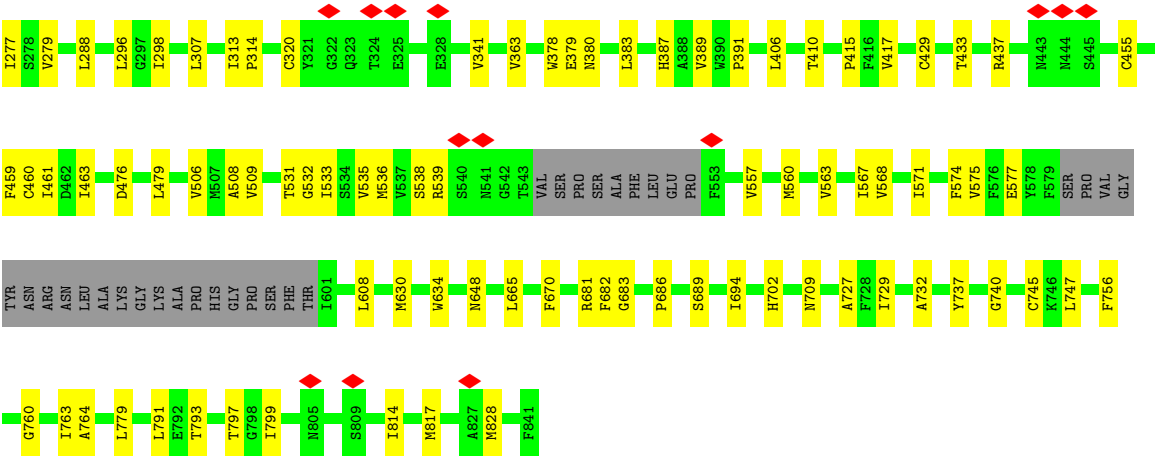 I277 S278 V279 L288 L296 G297 I298 L307 I313 P314 C320 Y321 G322 Q323 T324 E325 E328 V341 V363 W378 E379 N380 L383 H387 A388 V389 W390 P391 L406 T410 P415 F416 V417 C429 T433 R437 N443 N444 S445 C455
F459 C460 I461 D462 I463 D476 L479 V506 M507 A508 V509 T531 G532 I533 S534 V535 M536 V537 S538 R539 S540 N541 G542 T543 VAL SER PRO SER ALA PHE LEU GLU PRO F553 V557 M560 V563 I567 V568 I571 F574 V575 F576 E577 Y578 F579 SER PRO VAL GLY
TYR ASN ARG ASN LEU ALA LYS GLY LYS ALA PRO HIS GLY PRO SER PHE THR I601 L608 M630 W634 N648 L665 F670 R681 F682 G683 P686 S689 I694 H702 N709 A727 F728 I729 A732 Y737 G740 C745 K746 L747 F756
G760 I763 A764 L779 L791 E792 T793 T797 G798 I799 N805 S809 I814 M817 A827 M828 F841